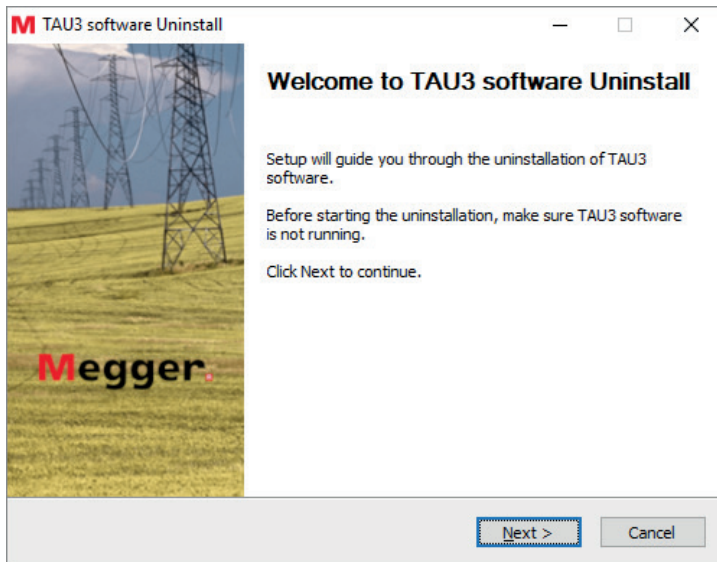 M TAU3 software Uninstall
Welcome to TAU3 software Uninstall
Setup will guide you through the uninstallation of TAU3
software.
Before starting the uninstallation, make sure TAU3 software
is not running.
Click Next to continue.
Megger.
Next >
Cancel